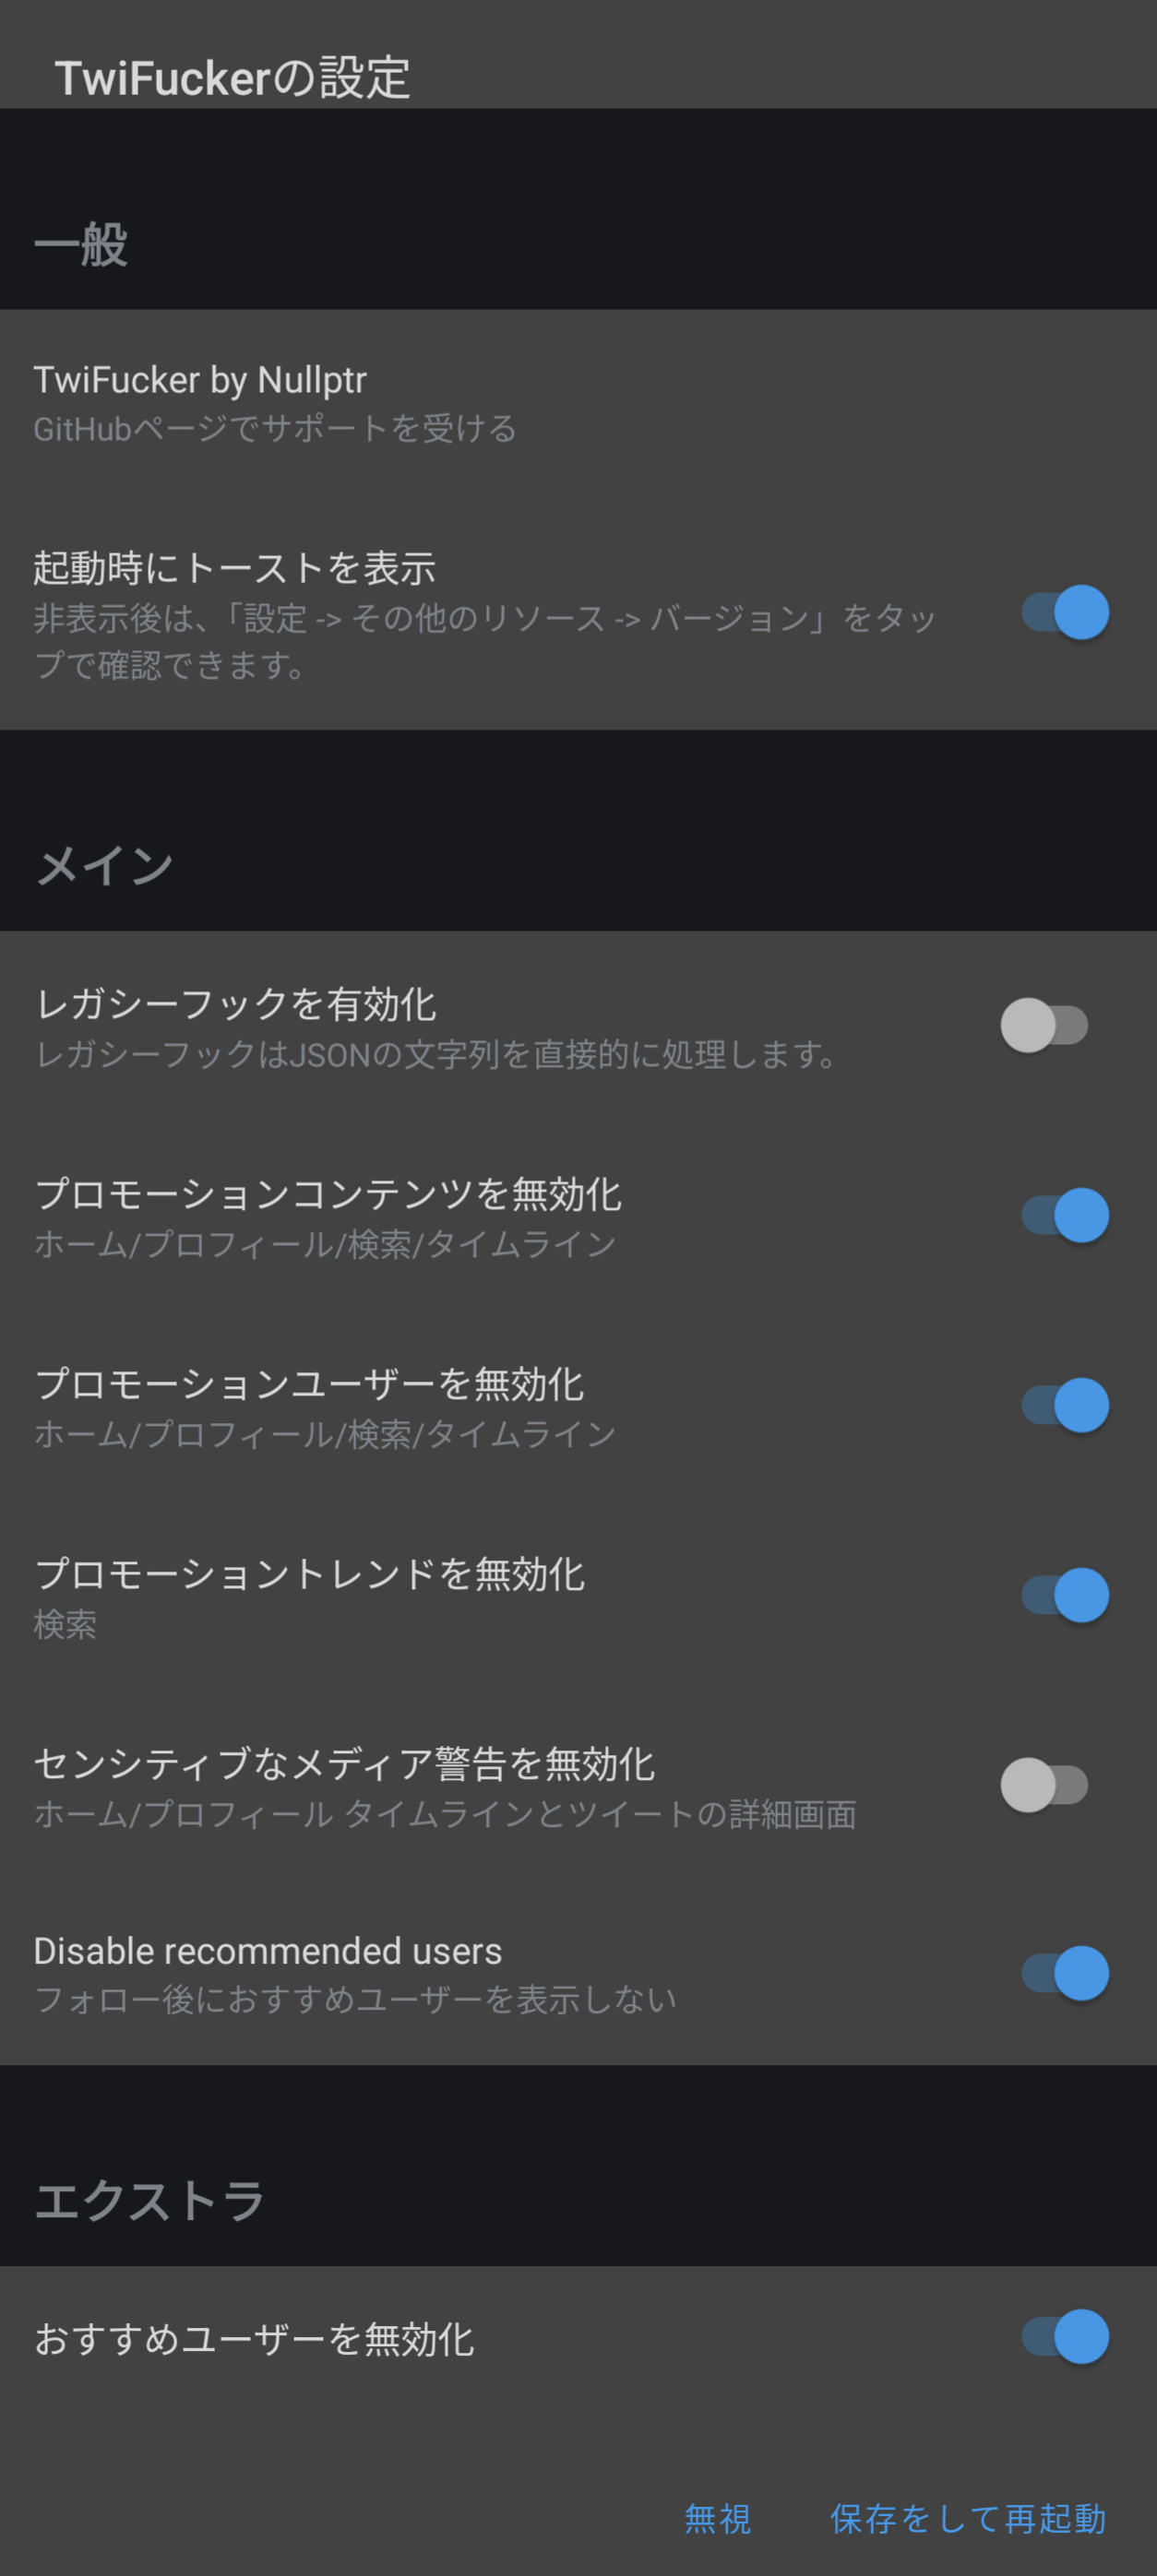 TwiFuckerの設定
一般
TwiFucker by Nullptr
GitHubページでサポートを受ける
起動時にトーストを表示
非表示後は、「設定 -> その他のリソース -> バージョン」をタッ
プで確認できます。
メイン
レガシーフックを有効化
レガシーフックはJSONの文字列を直接的に処理します。
プロモーションコンテンツを無効化
ホーム/プロフィール/検索/タイムライン
プロモーションユーザーを無効化
ホーム/プロフィール/検索/タイムライン
プロモーショントレンドを無効化
検索
センシティブなメディア警告を無効化
ホーム/プロフィール タイムラインとツイートの詳細画面
Disable recommended users
フォロー後におすすめユーザーを表示しない
エクストラ
おすすめユーザーを無効化
無視 保存をして再起動